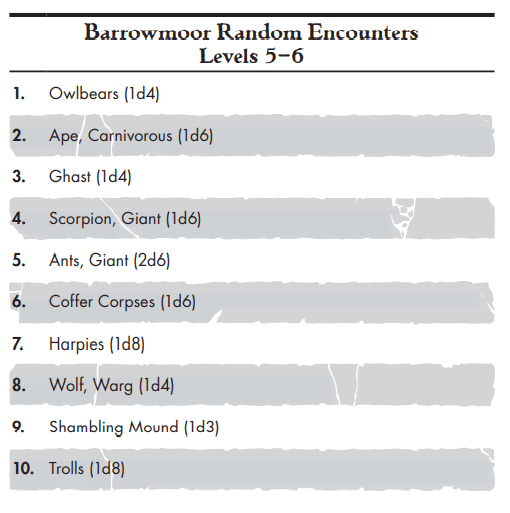 Barrowmoor Random Encounters
Levels 5–6
1. Owlbears (1d4)
2. Ape, Carnivorous (1d6)
3. Ghast (1d4)
4. Scorpion, Giant (1d6)
5. Ants, Giant (2d6)
6. Coffer Corpses (1d6)
7. Harpies (1d8)
8. Wolf, Warg (1d4)
9. Shambling Mound (1d3)
10. Trolls (1d8)